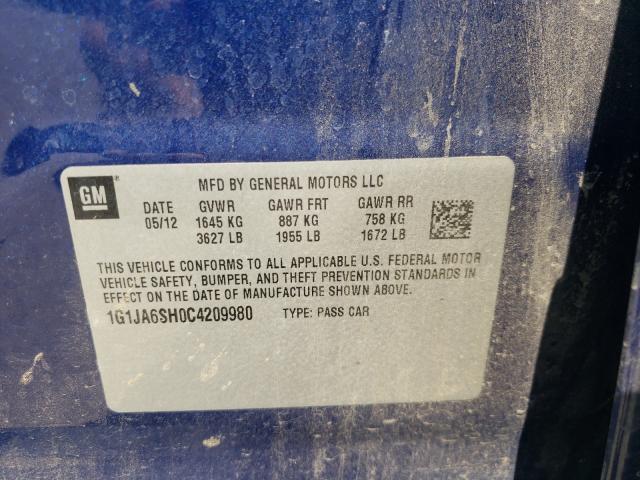 GM
MFD BY GENERAL MOTORS LLC
DATE GVWR GAWR FRT GAWR RR
05/12 1645 KG 887 KG 758 KG
3627 LB 1955 LB 1672 LB
THIS VEHICLE CONFORMS TO ALL APPLICABLE U.S. FEDERAL MOTOR
VEHICLE SAFETY, BUMPER, AND THEFT PREVENTION STANDARDS IN
EFFECT ON THE DATE OF MANUFACTURE SHOWN ABOVE.
1G1JA6SH0C4209980 TYPE: PASS CAR